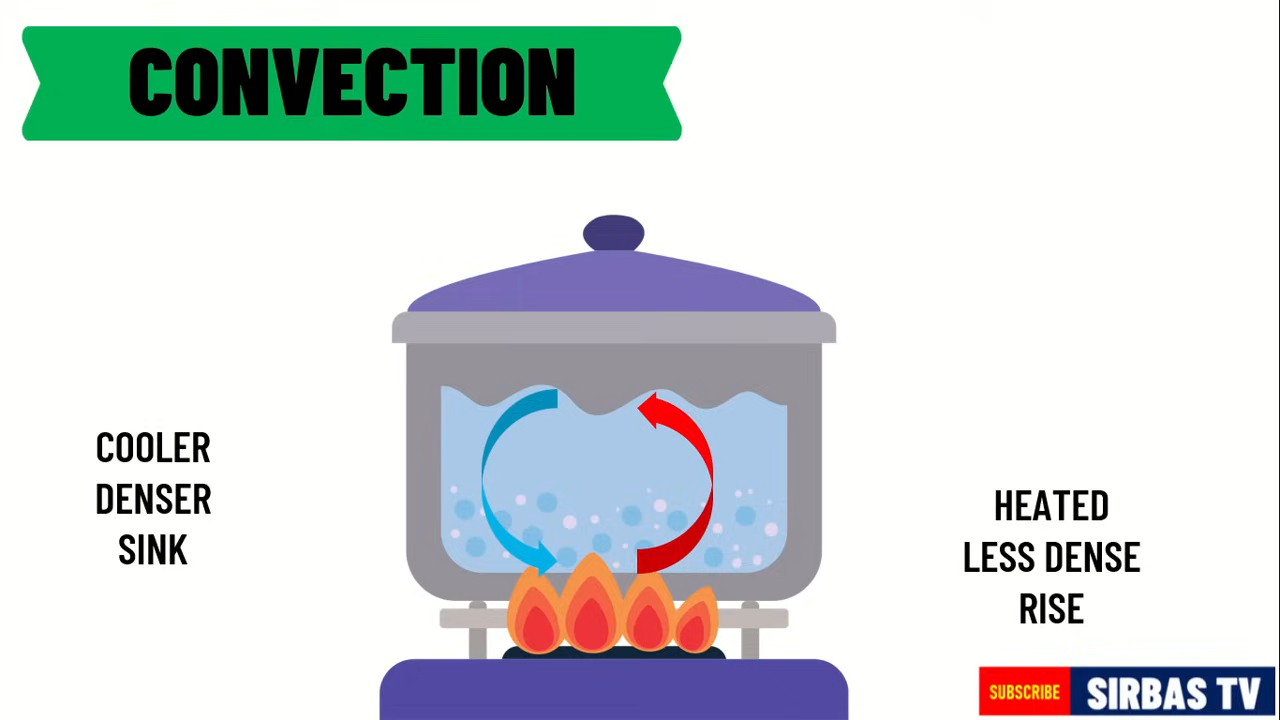 CONVECTION
COOLER
DENSER
SINK
HEATED
LESS DENSE
RISE
SUBSCRIBE SIRBAS TV